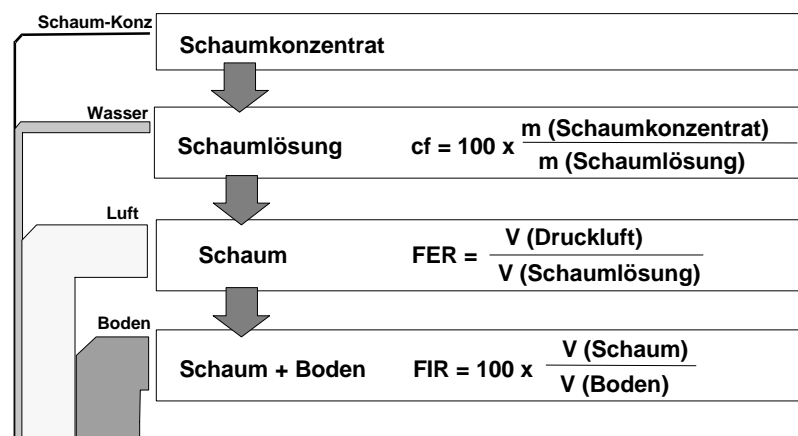 Schaum-Konz
Schaumkonzentrat
Wasser
Schaumlösung cf = 100 x m (Schaumkonzentrat)
m (Schaumlösung)
Luft
Schaum FER = V (Druckluft)
V (Schaumlösung)
Boden
Schaum + Boden FIR = 100 x V (Schaum)
V (Boden)